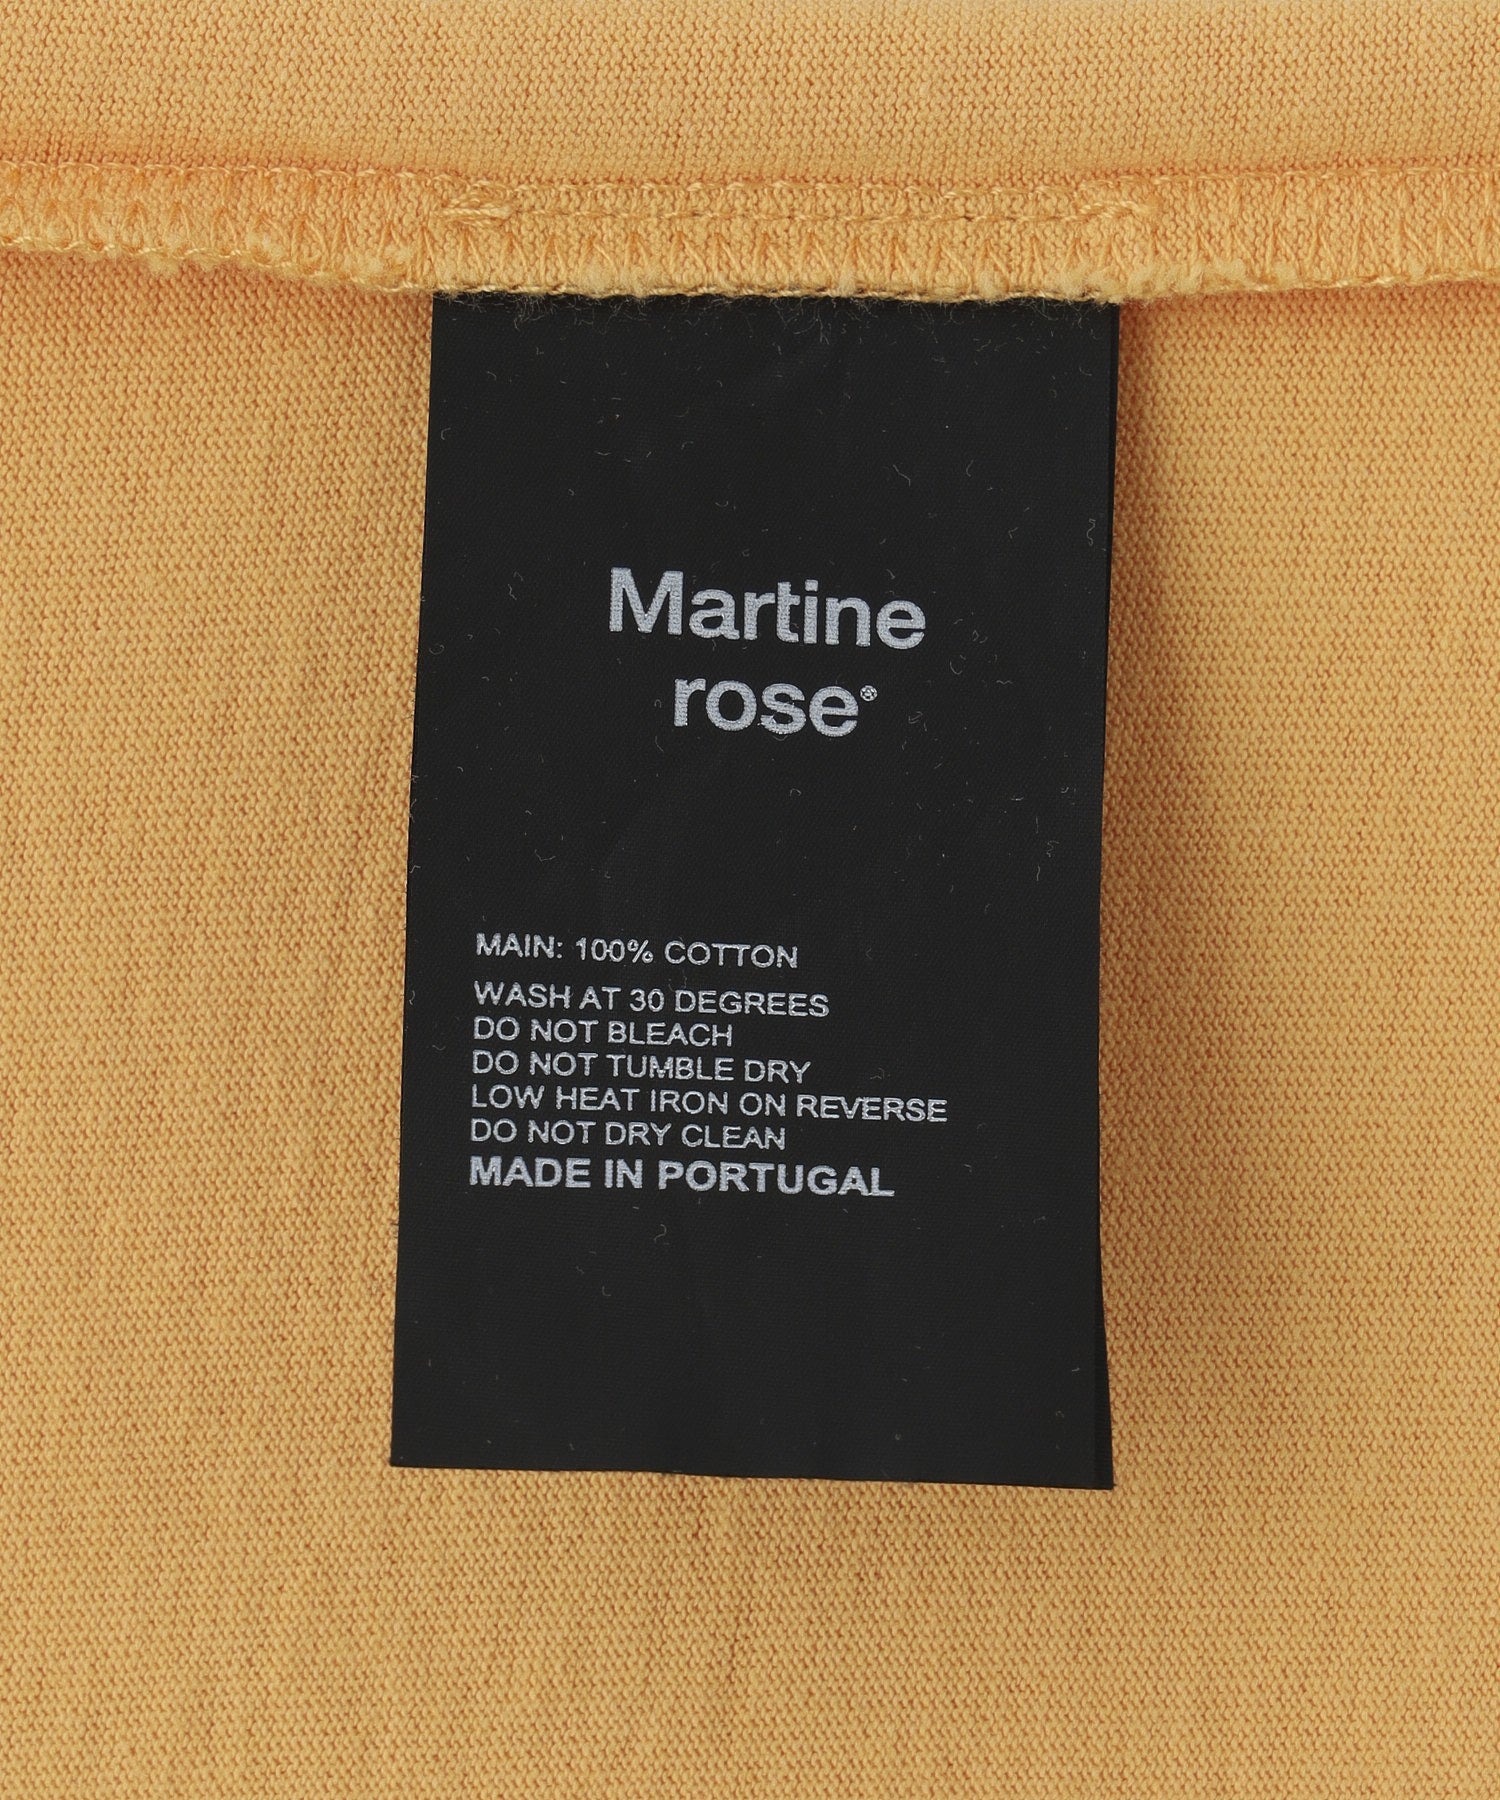 Martine
rose®
MAIN: 100% COTTON
WASH AT 30 DEGREES
DO NOT BLEACH
DO NOT TUMBLE DRY
LOW HEAT IRON ON REVERSE
DO NOT DRY CLEAN
MADE IN PORTUGAL